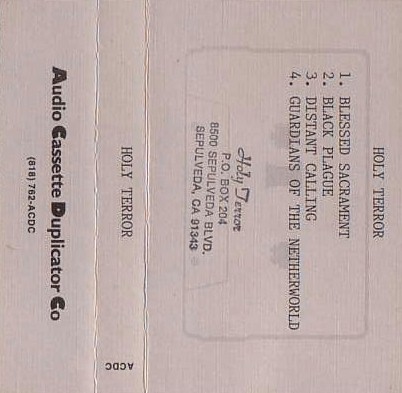 HOLY TERROR
1. BLESSED SACRAMENT
2. BLACK PLAGUE
3. DISTANT CALLING
4. GUARDIANS OF THE NETHERWORLD
Holy Terror
P.O. BOX 204
8500 SEPULVEDA BLVD.
SEPULVEDA, CA 91343
HOLY TERROR
ACDC
Audio Cassette Duplicator Co
(818) 762-ACDC